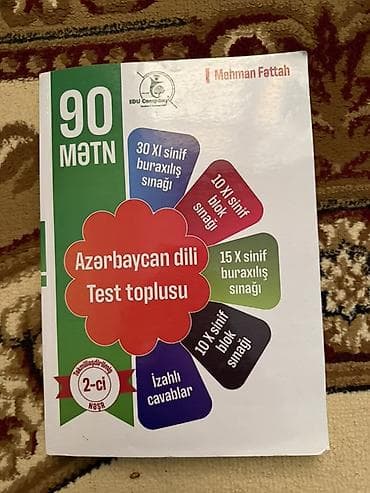 Mehman Fəttah
EDU Company
90
MƏTN
30 XI sinif
buraxılış
sınağı
10 XI sinif
blok
sınağı
Azərbaycan dili
Test toplusu
15 X sinif
buraxılış
sınağı
10 X sinif
blok
sınağı
İzahlı
cavablar
Təkmilləşdirilmiş
2-ci
NƏŞR